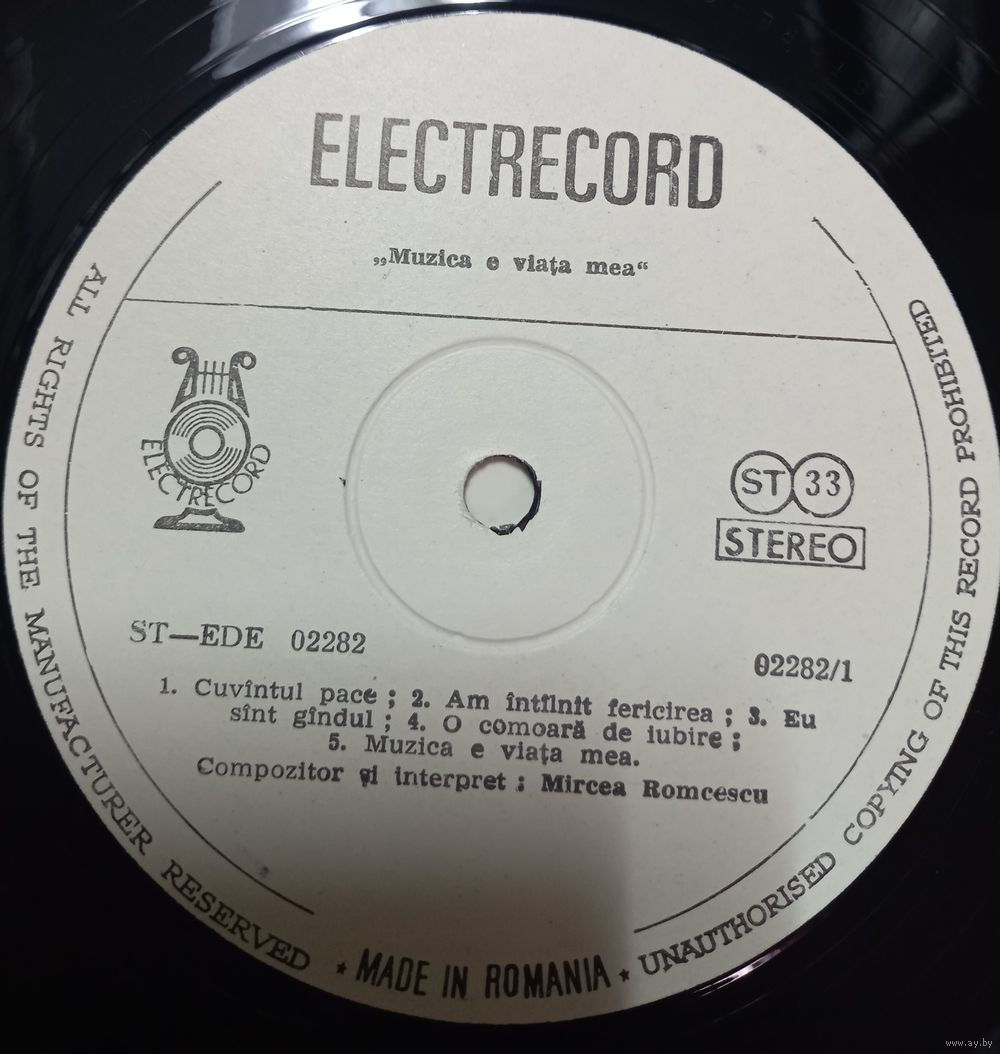 ELECTRECORD
„Muzica e viața mea“
ELECTRECORD
ST 33
STEREO
ST—EDE 02282
02282/1
1. Cuvîntul pace ; 2. Am întîlnit fericirea ; 3. Eu
sînt gîndul ; 4. O comoară de iubire ;
5. Muzica e viața mea.
Compozitor și interpret : Mircea Romcescu
ALL RIGHTS OF THE MANUFACTURER RESERVED
★ MADE IN ROMANIA ★
UNAUTHORISED COPYING OF THIS RECORD PROHIBITED
www.ay.by